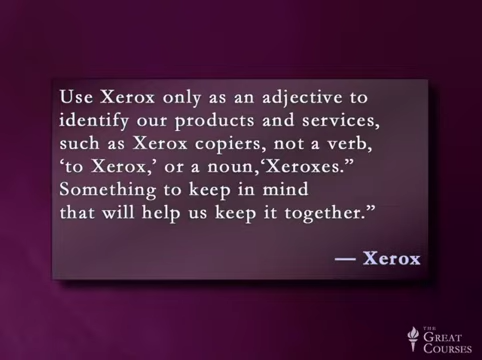 Use Xerox only as an adjective to
identify our products and services,
such as Xerox copiers, not a verb,
‘to Xerox,’ or a noun,‘Xeroxes.”
Something to keep in mind
that will help us keep it together.”
— Xerox
THE
GREAT
COURSES